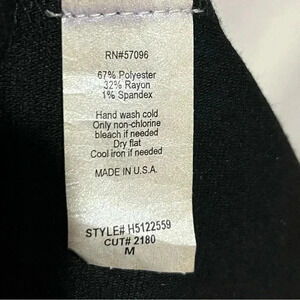 RN#57096
67% Polyester
32% Rayon
1% Spandex
Hand wash cold
Only non-chlorine
bleach if needed
Dry flat
Cool iron if needed
MADE IN U.S.A.
STYLE# H5122559
CUT# 2180
M